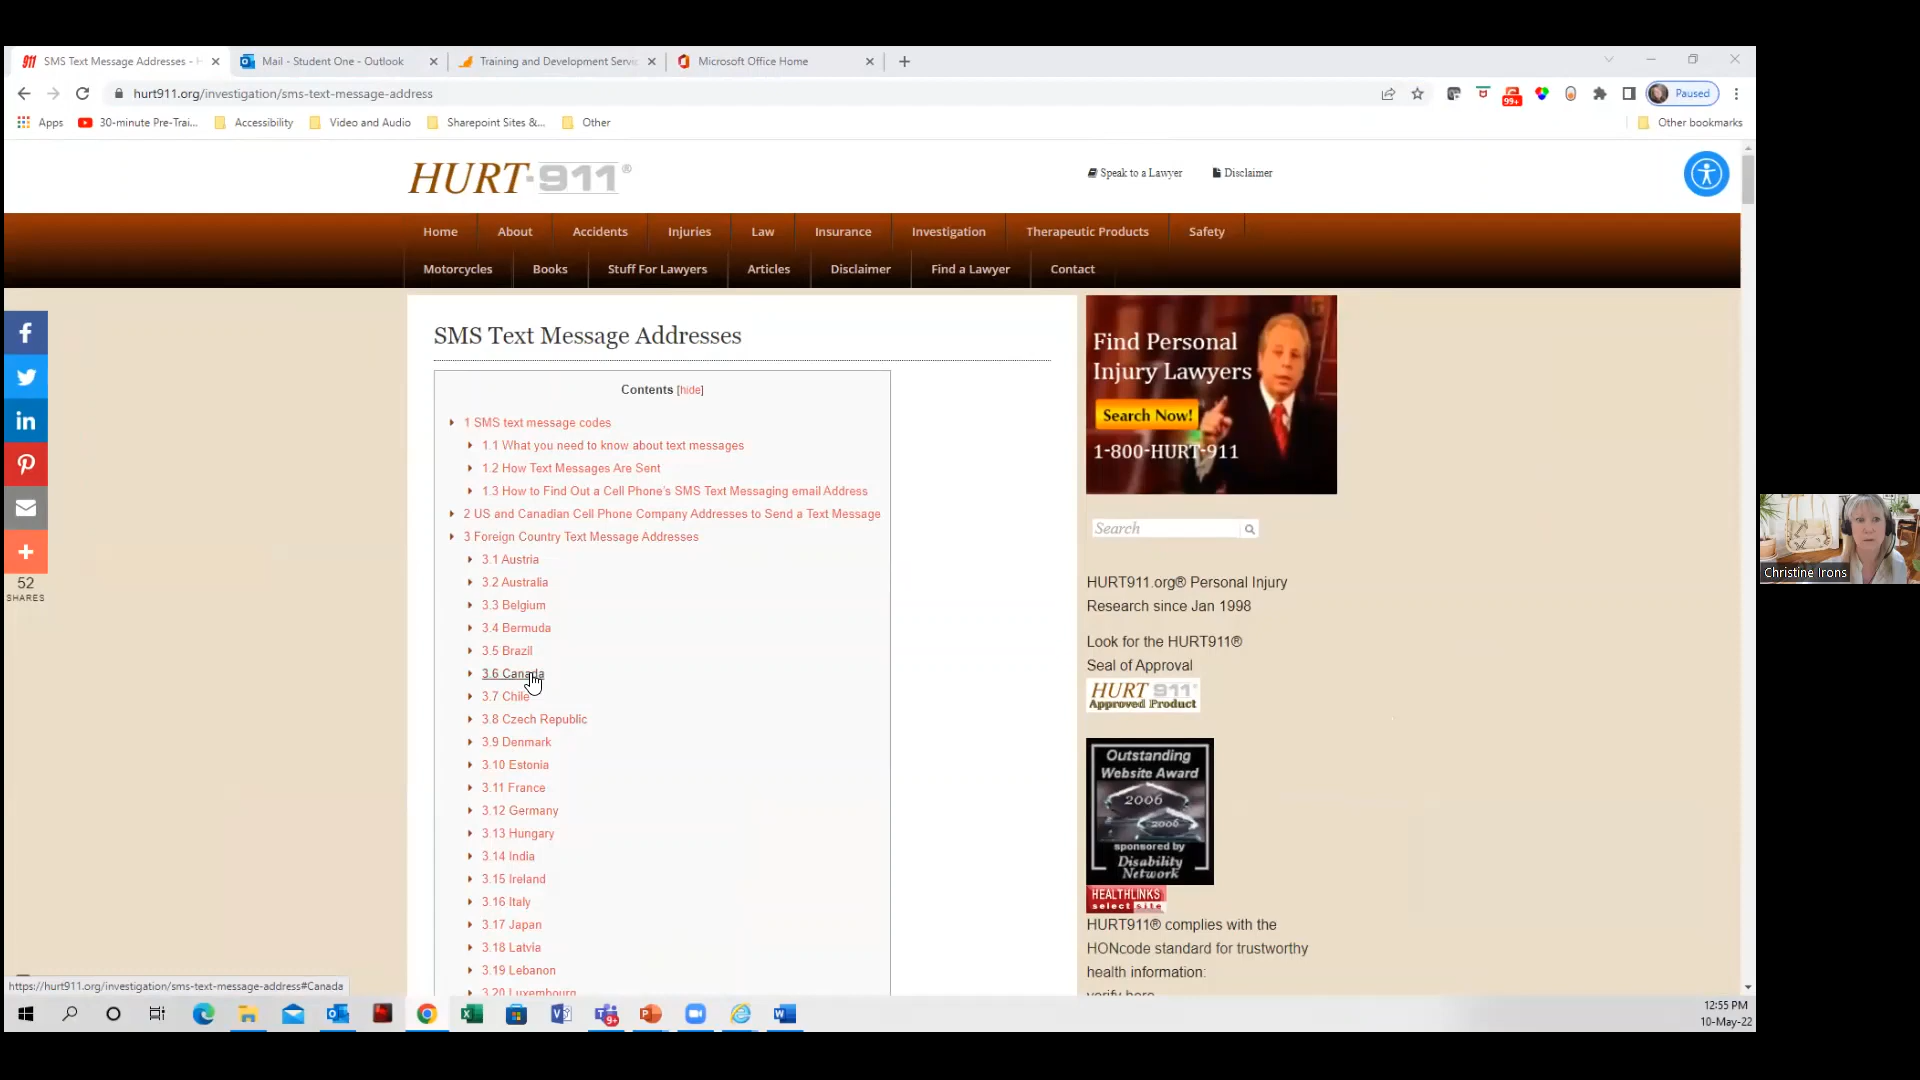 SMS Text Message Addresses - H
Mail - Student One - Outlook
Training and Development Servic
Microsoft Office Home
hurt911.org/investigation/sms-text-message-address
99+
Paused
Apps
30-minute Pre-Trai...
Accessibility
Video and Audio
Sharepoint Sites &...
Other
Other bookmarks
HURT-911®
Speak to a Lawyer
Disclaimer
Home
About
Accidents
Injuries
Law
Insurance
Investigation
Therapeutic Products
Safety
Motorcycles
Books
Stuff For Lawyers
Articles
Disclaimer
Find a Lawyer
Contact
52
SHARES
SMS Text Message Addresses
Contents [hide]
1 SMS text message codes
1.1 What you need to know about text messages
1.2 How Text Messages Are Sent
1.3 How to Find Out a Cell Phone's SMS Text Messaging email Address
2 US and Canadian Cell Phone Company Addresses to Send a Text Message
3 Foreign Country Text Message Addresses
3.1 Austria
3.2 Australia
3.3 Belgium
3.4 Bermuda
3.5 Brazil
3.6 Canada
3.7 Chile
3.8 Czech Republic
3.9 Denmark
3.10 Estonia
3.11 France
3.12 Germany
3.13 Hungary
3.14 India
3.15 Ireland
3.16 Italy
3.17 Japan
3.18 Latvia
3.19 Lebanon
3.20 Luxembourg
Find Personal
Injury Lawyers
Search Now!
1-800-HURT-911
Search
HURT911.org® Personal Injury
Research since Jan 1998
Look for the HURT911®
Seal of Approval
HURT 911®
Approved Product
Outstanding
Website Award
2006
2006
sponsored by
Disability
Network
HEALTHLINKS
select site
HURT911® complies with the
HONcode standard for trustworthy
health information:
verify here.
Christine Irons
https://hurt911.org/investigation/sms-text-message-address#Canada
9+
12:55 PM
10-May-22